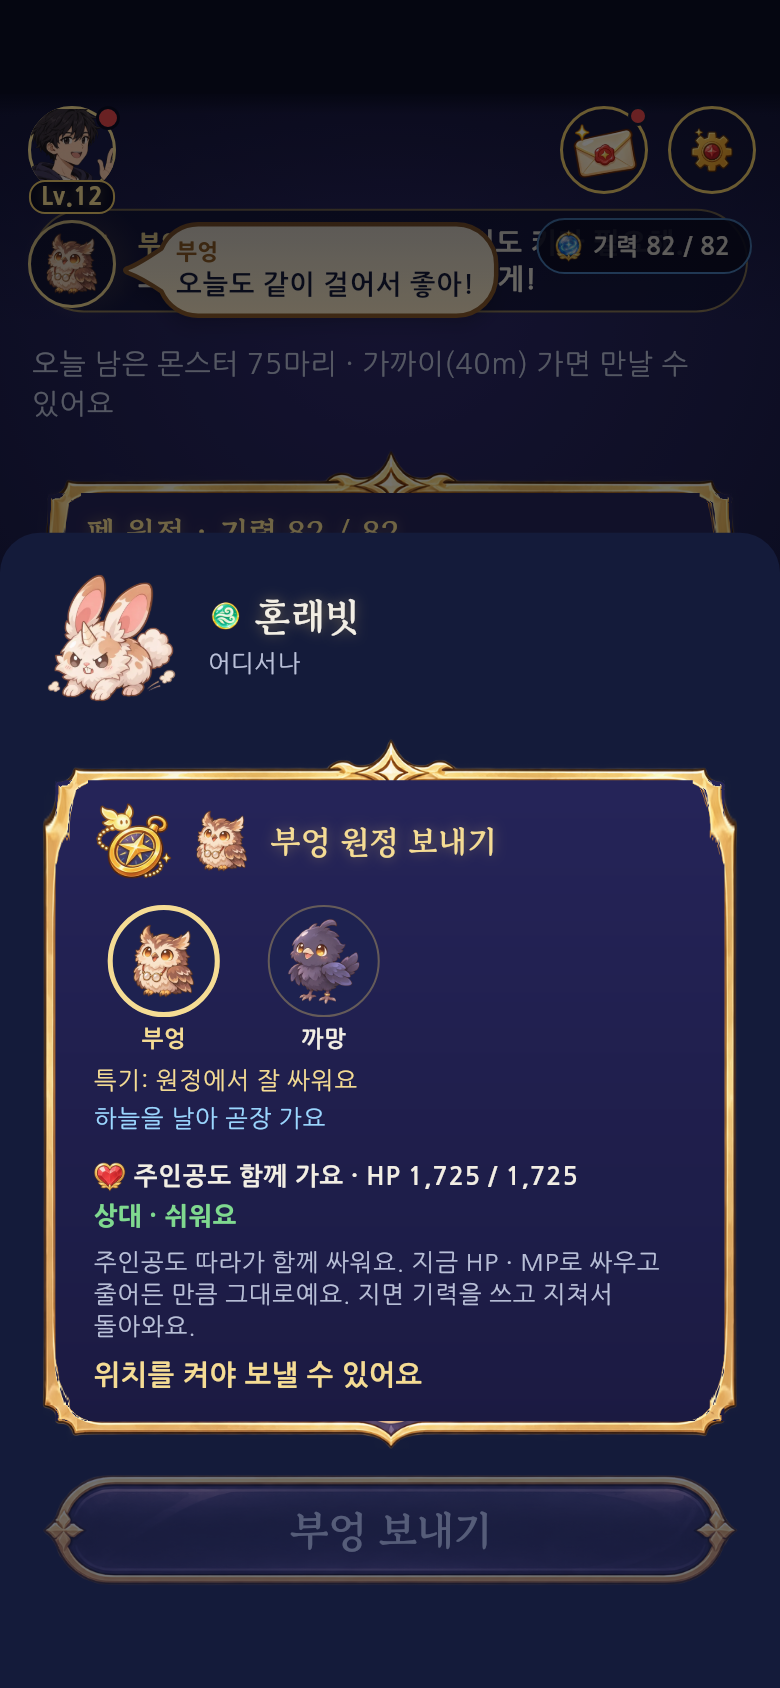 Lv.12
부엉
오늘도 같이 걸어서 좋아!
기력 82 / 82
게!
오늘 남은 몬스터 75마리 · 가까이(40m) 가면 만날 수
있어요
펫 원정 · 기력 82 / 82
혼래빗
어디서나
부엉 원정 보내기
부엉
까망
특기: 원정에서 잘 싸워요
하늘을 날아 곧장 가요
주인공도 함께 가요 · HP 1,725 / 1,725
상대 · 쉬워요
주인공도 따라가 함께 싸워요. 지금 HP · MP로 싸우고
줄어든 만큼 그대로예요. 지면 기력을 쓰고 지쳐서
돌아와요.
위치를 켜야 보낼 수 있어요
부엉 보내기